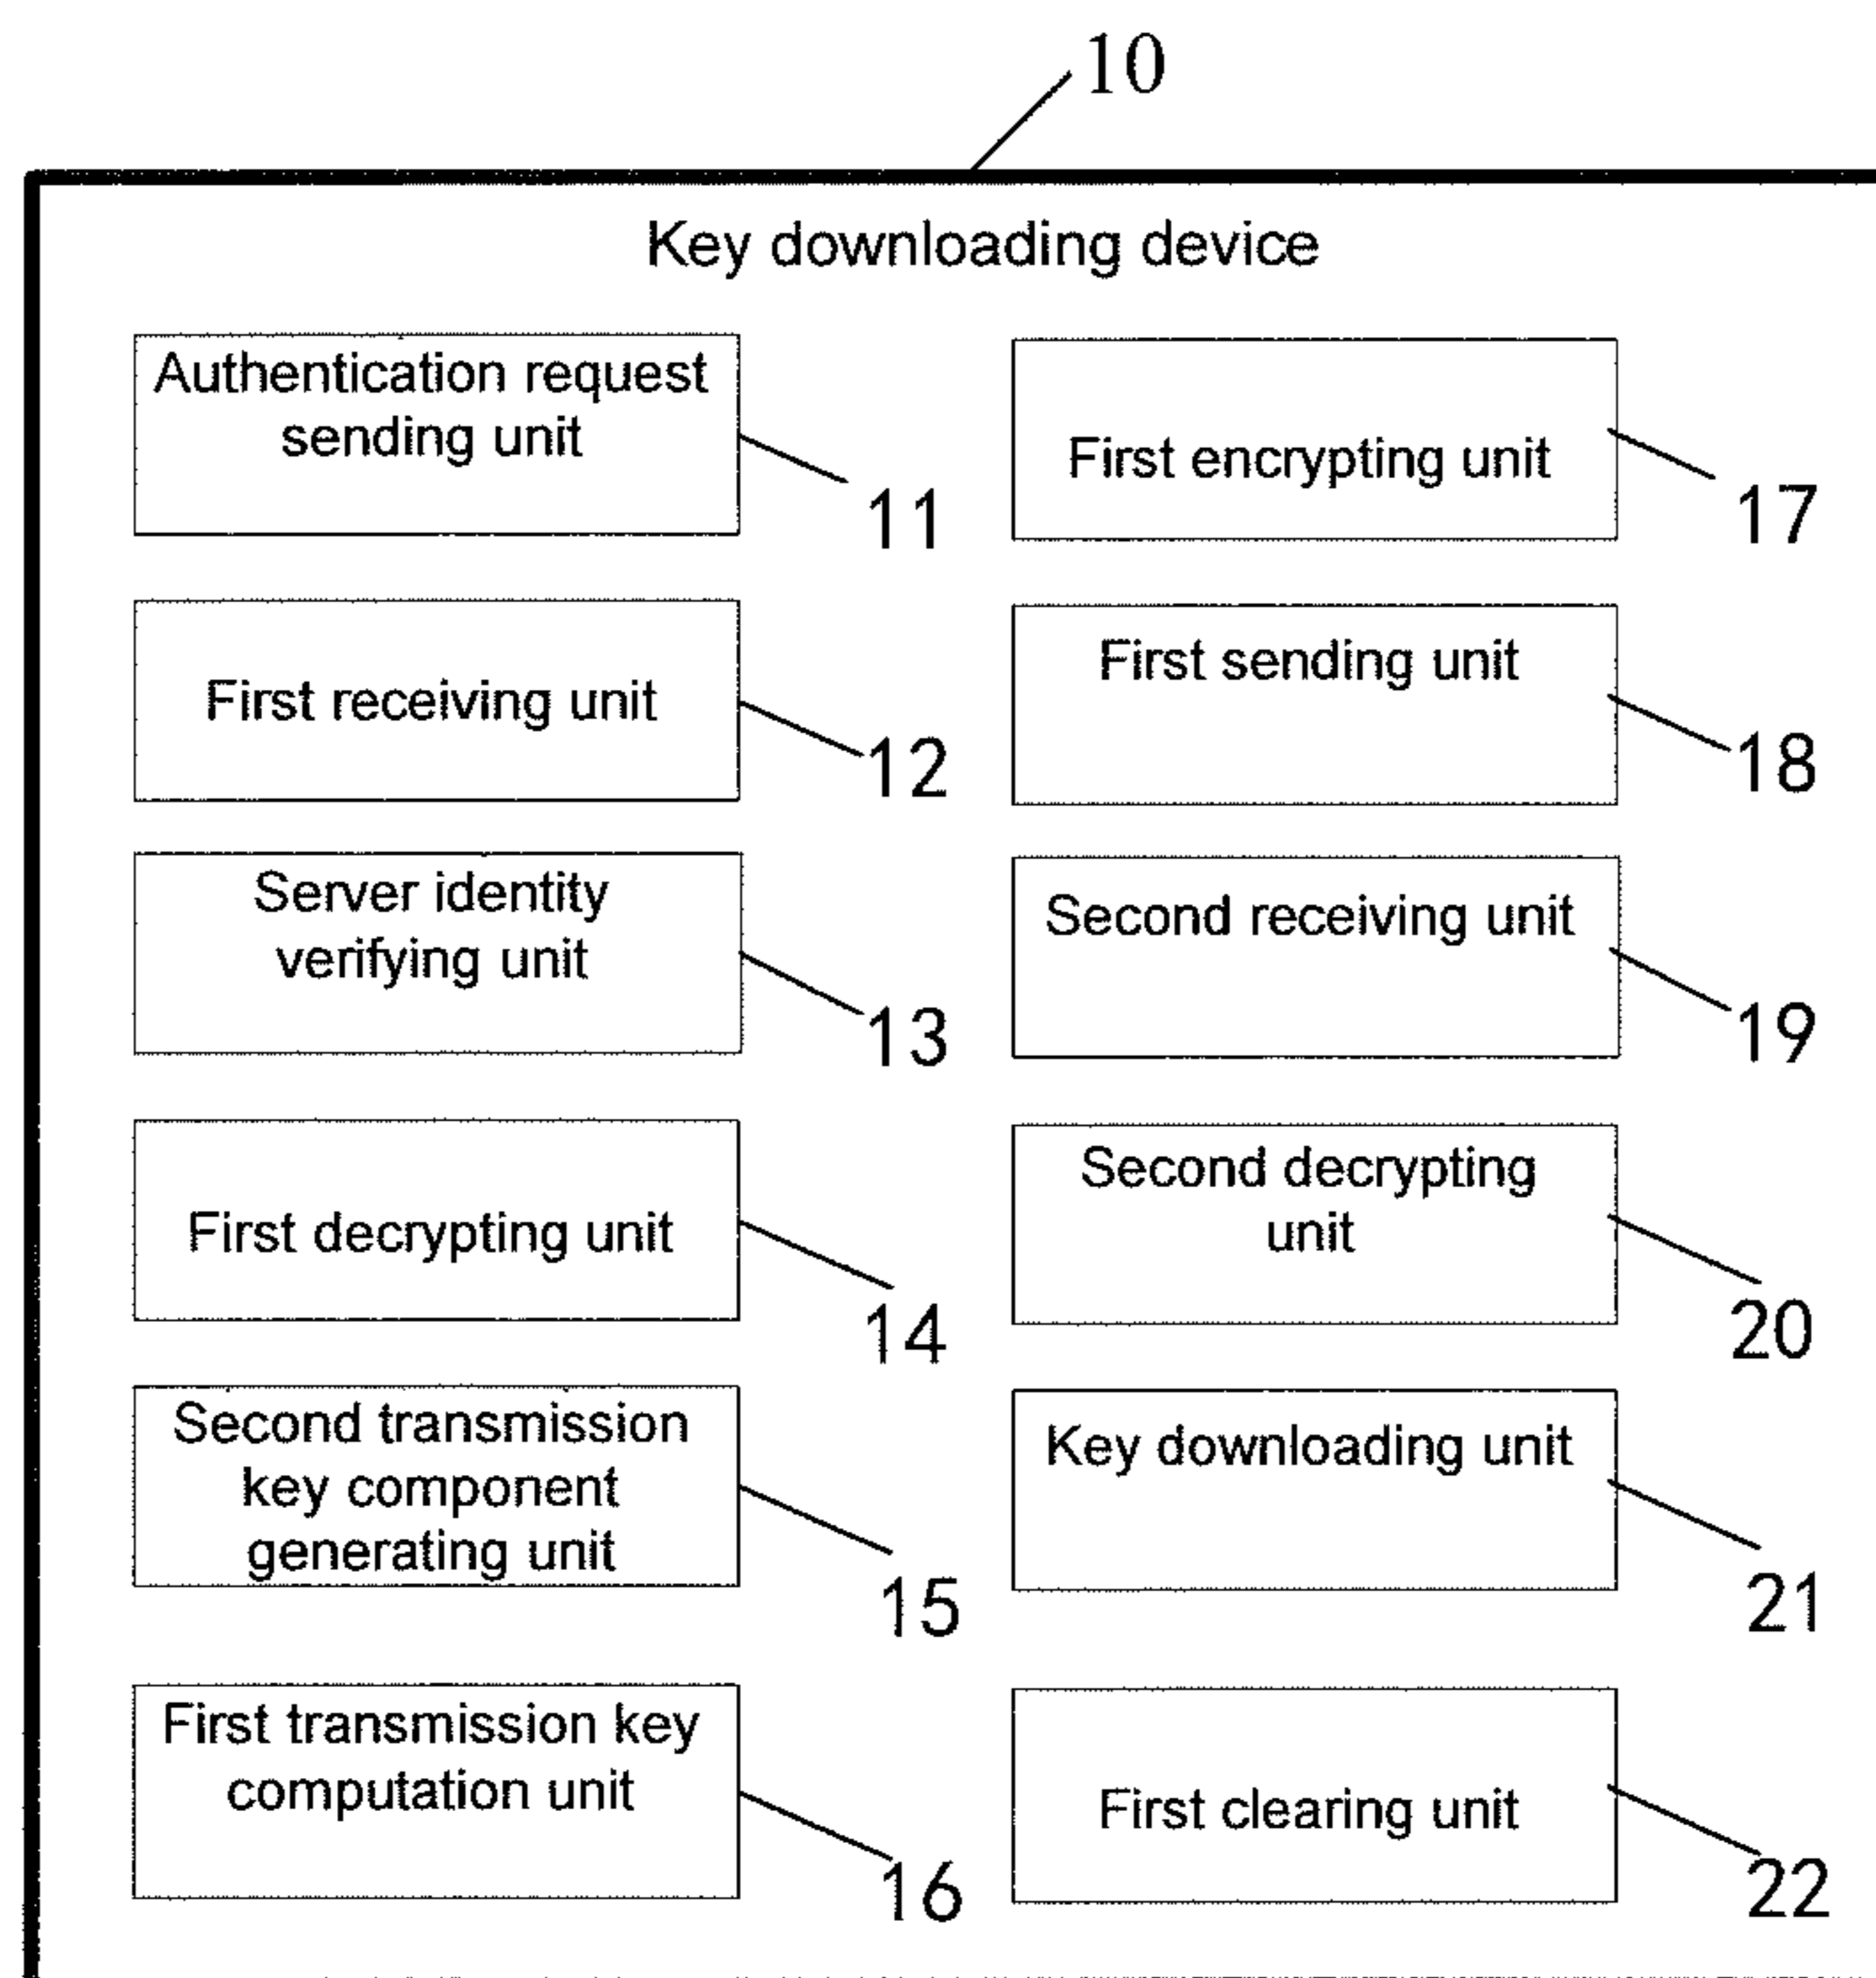 10
Key downloading device
Authentication request
sending unit
11
First receiving unit
12
Server identity
verifying unit
13
First decrypting unit
14
Second transmission
key component
generating unit
15
First transmission key
computation unit
16
First encrypting unit
17
First sending unit
18
Second receiving unit
19
Second decrypting
unit
20
Key downloading unit
21
First clearing unit
22